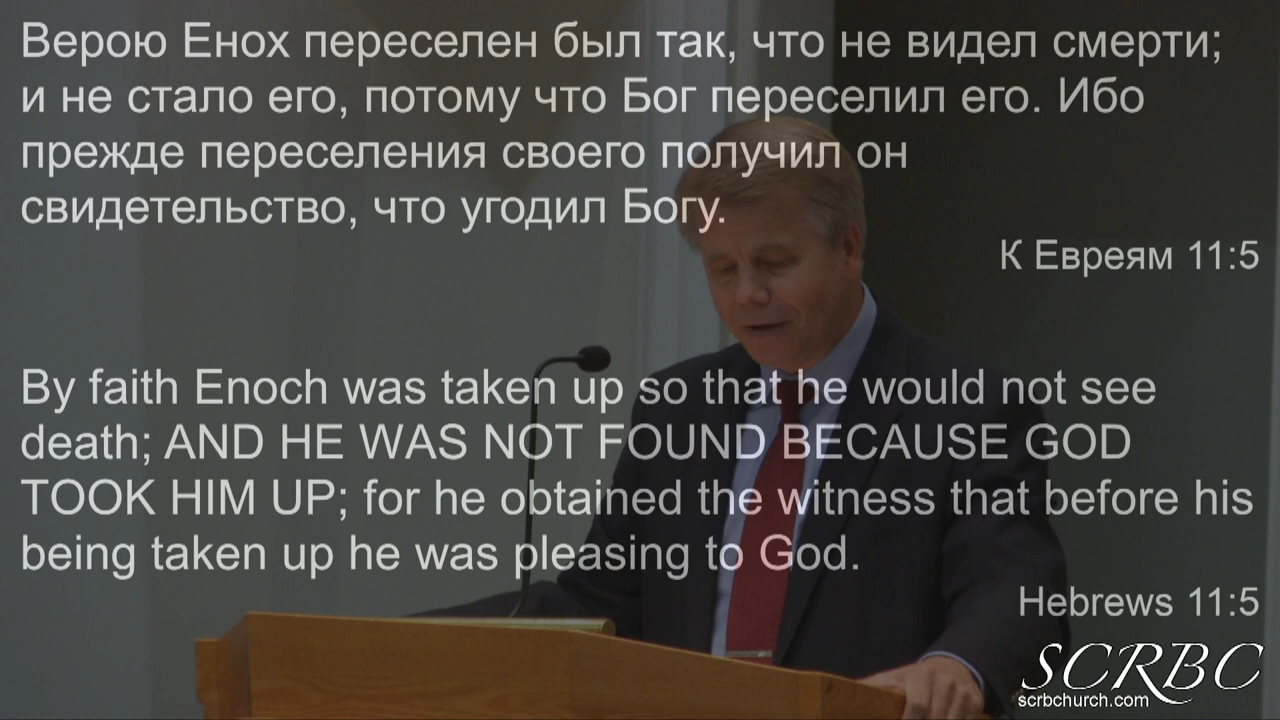 Верою Енох переселен был так, что не видел смерти;
и не стало его, потому что Бог переселил его. Ибо
прежде переселения своего получил он
свидетельство, что угодил Богу.
К Евреям 11:5
By faith Enoch was taken up so that he would not see
death; AND HE WAS NOT FOUND BECAUSE GOD
TOOK HIM UP; for he obtained the witness that before his
being taken up he was pleasing to God.
Hebrews 11:5
SCRBC
scrbchurch.com